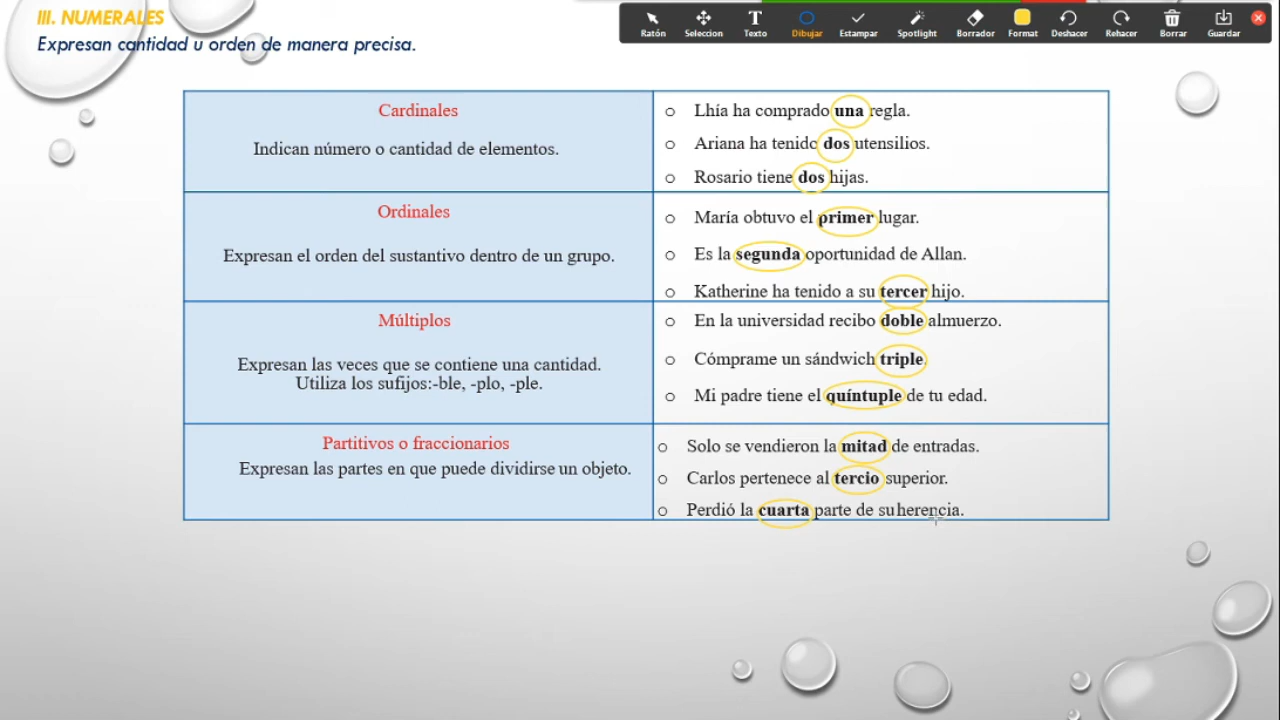 III. NUMERALES
Expresan cantidad u orden de manera precisa.
Ratón Seleccion Texto Dibujar Estampar Spotlight Borrador Format Deshacer Rehacer Borrar Guardar
Cardinales
Indican número o cantidad de elementos.
o Lhía ha comprado una regla.
o Ariana ha tenido dos utensilios.
o Rosario tiene dos hijas.
Ordinales
Expresan el orden del sustantivo dentro de un grupo.
o María obtuvo el primer lugar.
o Es la segunda oportunidad de Allan.
o Katherine ha tenido a su tercer hijo.
Múltiplos
Expresan las veces que se contiene una cantidad.
Utiliza los sufijos:-ble, -plo, -ple.
o En la universidad recibo doble almuerzo.
o Cómprame un sándwich triple.
o Mi padre tiene el quíntuple de tu edad.
Partitivos o fraccionarios
Expresan las partes en que puede dividirse un objeto.
o Solo se vendieron la mitad de entradas.
o Carlos pertenece al tercio superior.
o Perdió la cuarta parte de su herencia.